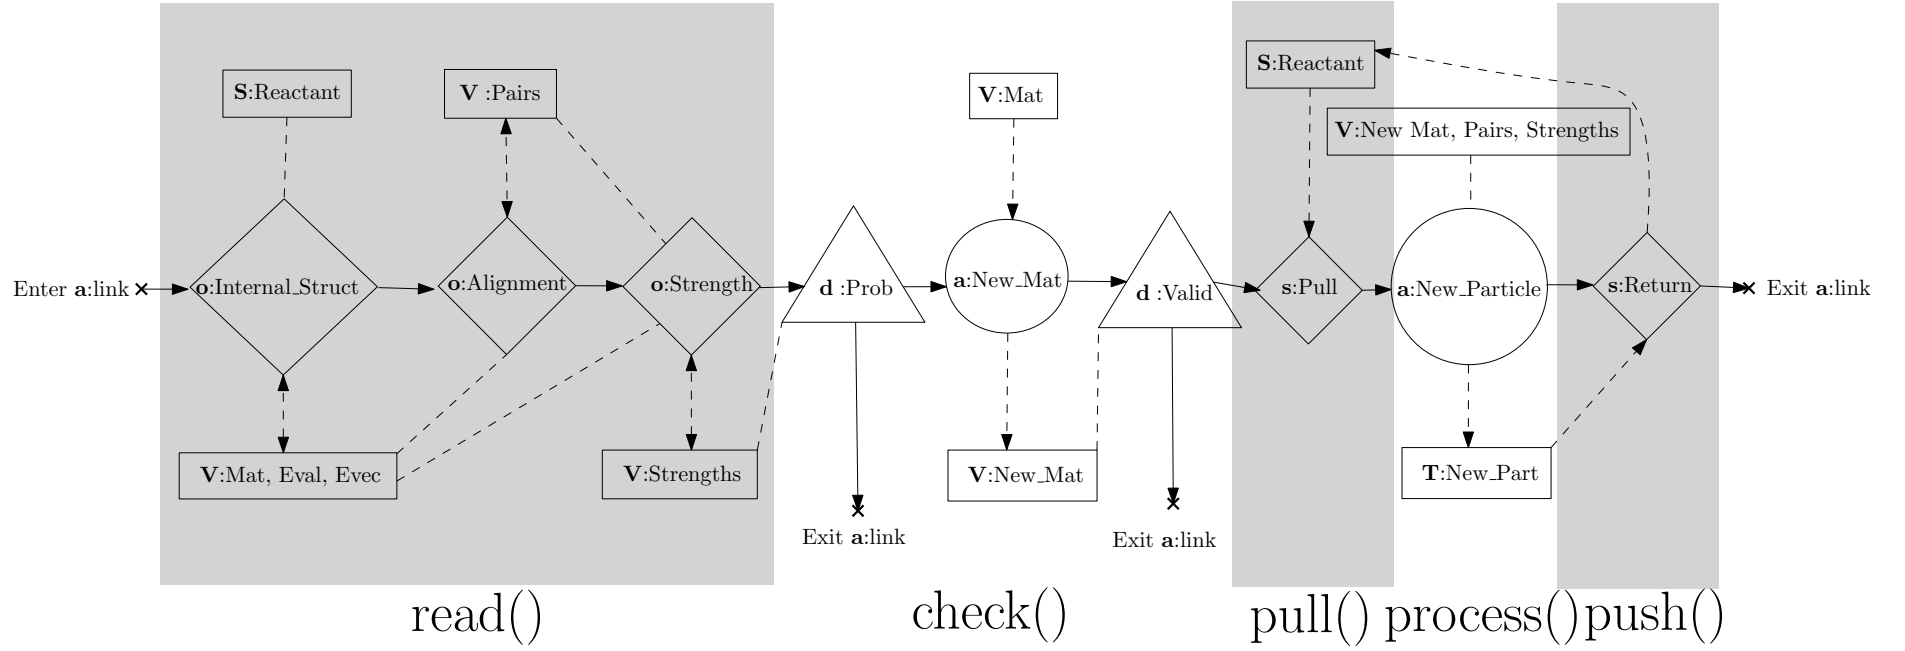 S:Reactant
V :Pairs
V:Mat
S:Reactant
V:New Mat, Pairs, Strengths
Enter a:link
o:Internal_Struct
o:Alignment
o:Strength
d :Prob
a:New_Mat
d :Valid
s:Pull
a:New_Particle
s:Return
Exit a:link
V:Mat, Eval, Evec
V:Strengths
V:New_Mat
T:New_Part
Exit a:link
Exit a:link
read()
check()
pull()
process()
push()